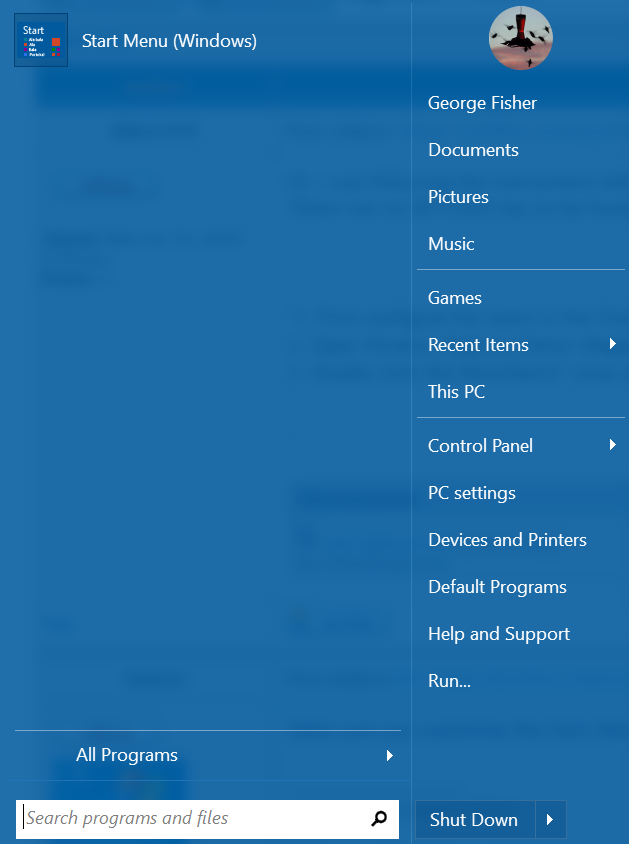 Start
Start Menu (Windows)
George Fisher
Documents
Pictures
Music
Games
Recent Items
This PC
Control Panel
PC settings
Devices and Printers
Default Programs
Help and Support
Run...
All Programs
Search programs and files
Shut Down